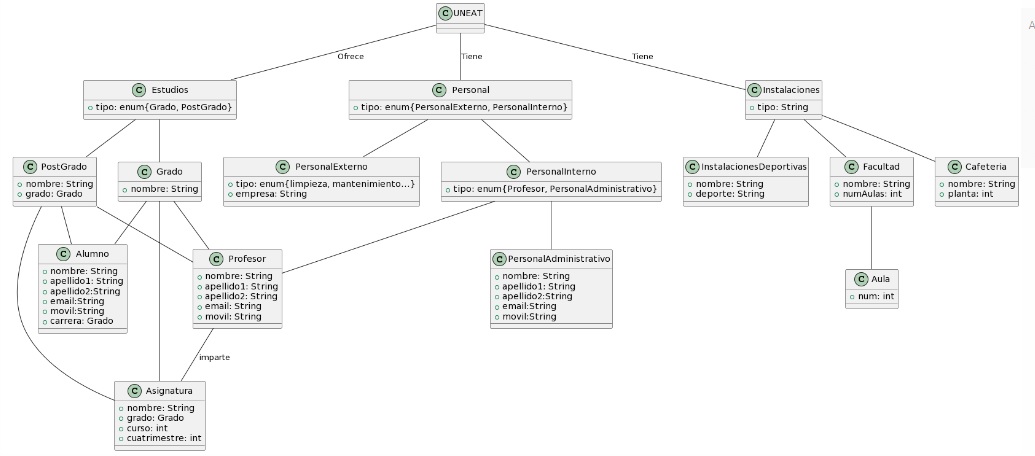 C UNEAT
Ofrece
Tiene
Tiene
C Estudios
tipo: enum{Grado, PostGrado}
C Personal
tipo: enum{PersonalExterno, PersonalInterno}
C Instalaciones
tipo: String
C PostGrado
nombre: String
grado: Grado
C Grado
nombre: String
C PersonalExterno
tipo: enum{limpieza, mantenimiento...}
empresa: String
C PersonalInterno
tipo: enum{Profesor, PersonalAdministrativo}
C InstalacionesDeportivas
nombre: String
deporte: String
C Facultad
nombre: String
numAulas: int
C Cafeteria
nombre: String
planta: int
C Alumno
nombre: String
apellido1: String
apellido2:String
email:String
movil:String
carrera: Grado
C Profesor
nombre: String
apellido1: String
apellido2: String
email: String
movil: String
C PersonalAdministrativo
nombre: String
apellido1: String
apellido2:String
email:String
movil:String
C Aula
num: int
imparte
C Asignatura
nombre: String
grado: Grado
curso: int
cuatrimestre: int
A